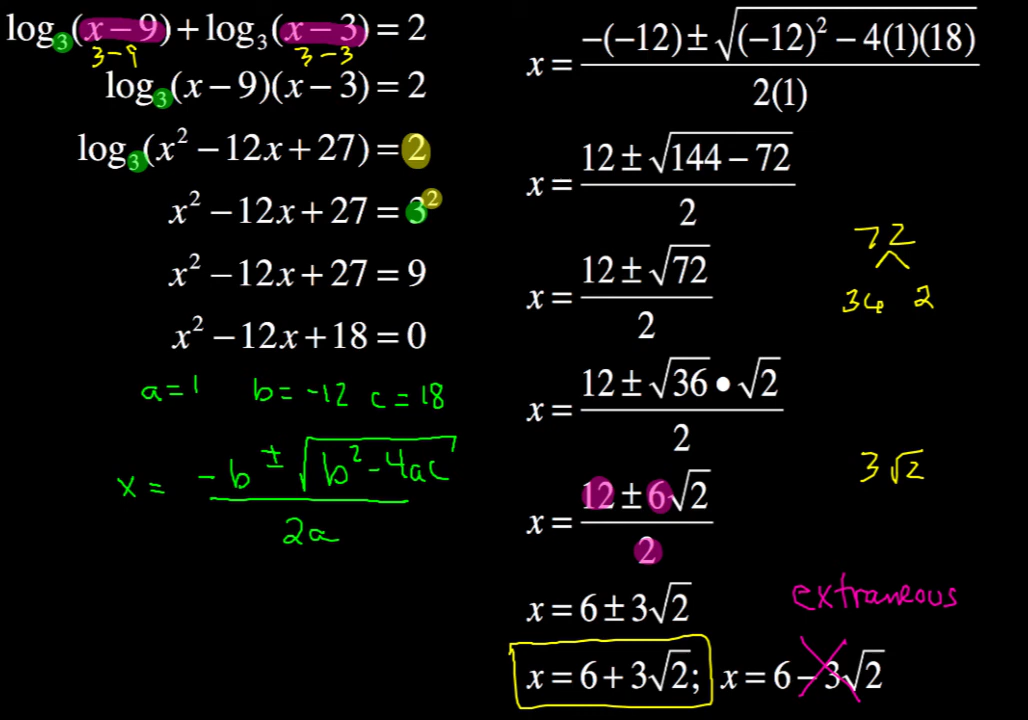 log₃(x − 9) + log₃(x − 3) = 2
3-9 3-3
log₃(x − 9)(x − 3) = 2
log₃(x² − 12x + 27) = 2
x² − 12x + 27 = 3²
x² − 12x + 27 = 9
x² − 12x + 18 = 0
a = 1 b = -12 c = 18
x = (-b ± √(b² - 4ac)) / 2a
x = (−(−12) ± √((−12)² − 4(1)(18))) / 2(1)
x = (12 ± √(144 − 72)) / 2
x = (12 ± √72) / 2
x = (12 ± √36 • √2) / 2
x = (12 ± 6√2) / 2
x = 6 ± 3√2
x = 6 + 3√2; x = 6 − 3√2
72
36 2
3√2
extraneous